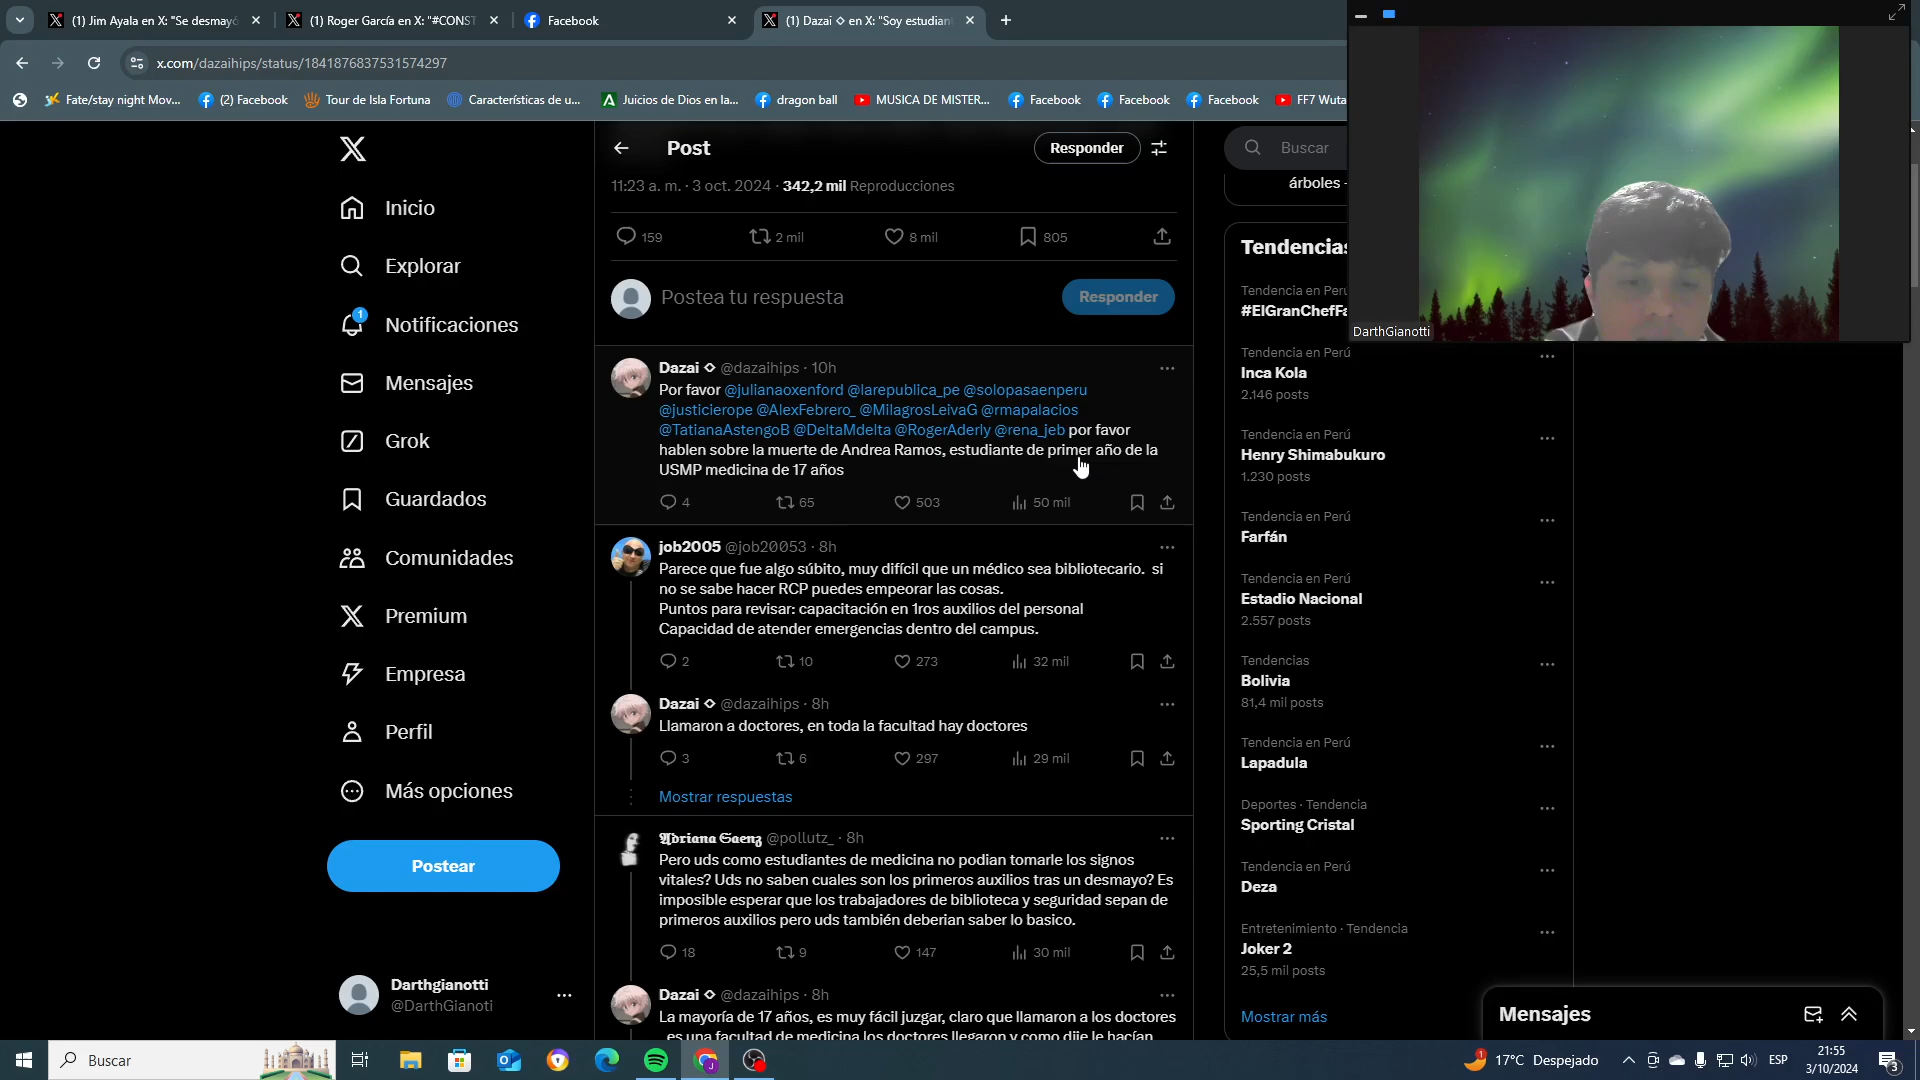 (1) Jim Ayala en X: "Se desmayó
(1) Roger García en X: "#CONST
Facebook
(1) Dazai ◇ en X: "Soy estudian
x.com/dazaihips/status/1841876837531574297
Fate/stay night Mov...
(2) Facebook
Tour de Isla Fortuna
Características de u...
Juicios de Dios en la...
dragon ball
MUSICA DE MISTER...
Facebook
Facebook
Facebook
FF7 Wuta
Inicio
Explorar
1
Notificaciones
Mensajes
Grok
Guardados
Comunidades
Premium
Empresa
Perfil
Más opciones
Postear
Darthgianotti
@DarthGianoti
Post
Responder
11:23 a. m. · 3 oct. 2024 · 342,2 mil Reproducciones
159
2 mil
8 mil
805
Postea tu respuesta
Responder
Dazai ◇ @dazaihips · 10h
Por favor @julianaoxenford @larepublica_pe @solopasaenperu
@justicierope @AlexFebrero_ @MilagrosLeivaG @rmapalacios
@TatianaAstengoB @DeltaMdelta @RogerAderly @rena_jeb por favor
hablen sobre la muerte de Andrea Ramos, estudiante de primer año de la
USMP medicina de 17 años
4
65
503
50 mil
job2005 @job20053 · 8h
Parece que fue algo súbito, muy difícil que un médico sea bibliotecario. si
no se sabe hacer RCP puedes empeorar las cosas.
Puntos para revisar: capacitación en 1ros auxilios del personal
Capacidad de atender emergencias dentro del campus.
2
10
273
32 mil
Dazai ◇ @dazaihips · 8h
Llamaron a doctores, en toda la facultad hay doctores
3
6
297
29 mil
Mostrar respuestas
𝕬driana Saenz @pollutz_ · 8h
Pero uds como estudiantes de medicina no podian tomarle los signos
vitales? Uds no saben cuales son los primeros auxilios tras un desmayo? Es
imposible esperar que los trabajadores de biblioteca y seguridad sepan de
primeros auxilios pero uds también deberian saber lo basico.
18
9
147
30 mil
Dazai ◇ @dazaihips · 8h
La mayoría de 17 años, es muy fácil juzgar, claro que llamaron a los doctores
, es una facultad de medicina los doctores llegaron y como dije le hacían
Buscar
árboles -
Tendencias
Tendencia en Perú
#ElGranChefFa
Tendencia en Perú
Inca Kola
2.146 posts
Tendencia en Perú
Henry Shimabukuro
1.230 posts
Tendencia en Perú
Farfán
Tendencia en Perú
Estadio Nacional
2.557 posts
Tendencias
Bolivia
81,4 mil posts
Tendencia en Perú
Lapadula
Deportes · Tendencia
Sporting Cristal
Tendencia en Perú
Deza
Entretenimiento · Tendencia
Joker 2
25,5 mil posts
Mostrar más
Mensajes
DarthGianotti
Buscar
1
17°C Despejado
ESP
21:55
3/10/2024
3